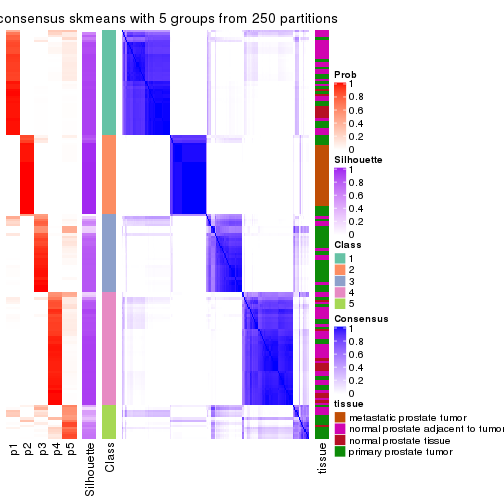 consensus skmeans with 5 groups from 250 partitions
Prob
1
0.8
0.6
0.4
0.2
0
Silhouette
1
0.8
0.6
0.4
0.2
0
Class
1
2
3
4
5
Consensus
1
0.8
0.6
0.4
0.2
0
tissue
metastatic prostate tumor
normal prostate adjacent to tumor
normal prostate tissue
primary prostate tumor
p1
p2
p3
p4
p5
Silhouette
Class
tissue